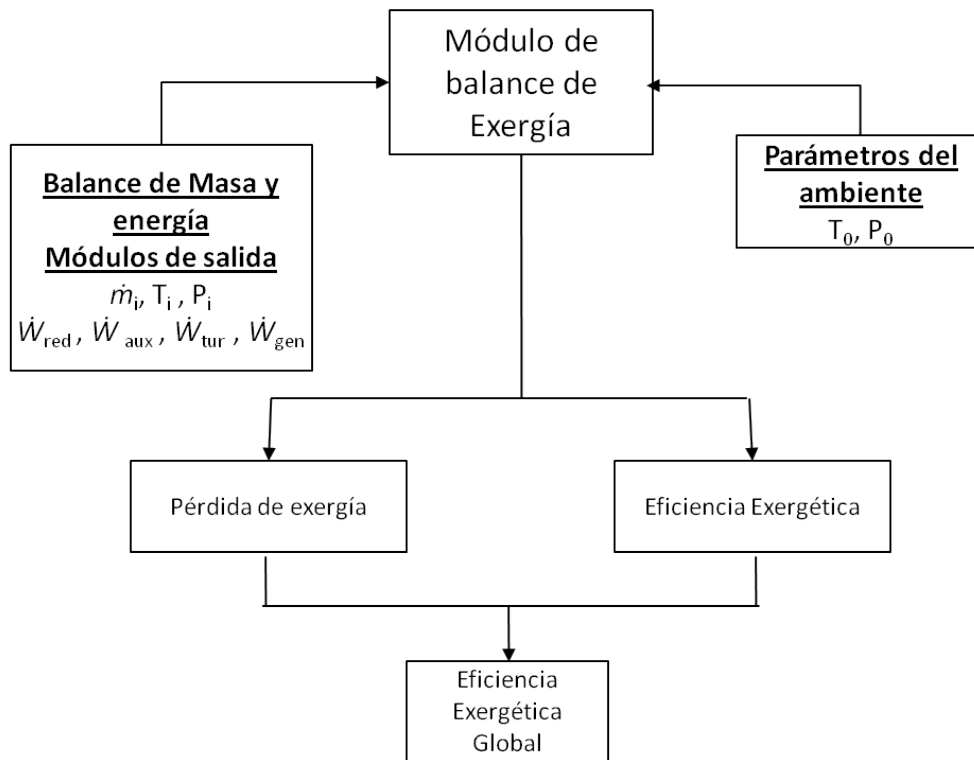 Módulo de
balance de
Exergía
Balance de Masa y
energía
Módulos de salida
ṁi, Ti , Pi
Ẇred , Ẇ aux , Ẇtur , Ẇgen
Parámetros del
ambiente
T0, P0
Pérdida de exergía
Eficiencia Exergética
Eficiencia
Exergética
Global